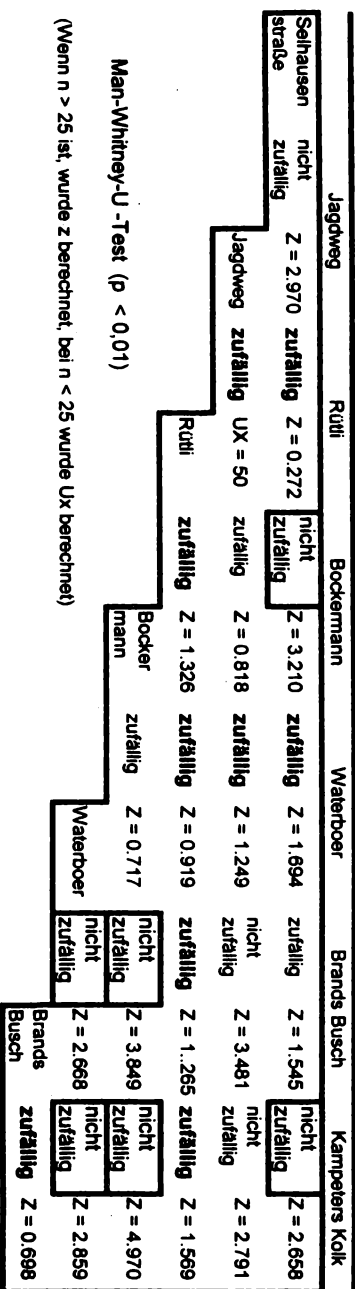 Jagdweg Rütli Bockermann Waterboer Brands Busch Kampeters Kolk
Selhausen nicht Z = 2.970 zufällig Z = 0.272 nicht Z = 3.210 zufällig Z = 1.694 zufällig Z = 1.545 nicht Z = 2.658
straße zufällig zufällig zufällig
Jagdweg zufällig UX = 50 zufällig Z = 0.818 zufällig Z = 1.249 nicht Z = 3.481 nicht Z = 2.791
zufällig zufällig
Rütli zufällig Z = 1.326 zufällig Z = 0.919 zufällig Z = 1..265 zufällig Z = 1.569
Man-Whitney-U -Test (p < 0,01)
Bocker zufällig Z = 0.717 nicht Z = 3.849 nicht Z = 4.970
mann zufällig zufällig
Waterboer nicht Z = 2.668 nicht Z = 2.859
zufällig zufällig
(Wenn n > 25 ist, wurde z berechnet, bei n < 25 wurde Ux berechnet)
Brands zufällig Z = 0.698
Busch